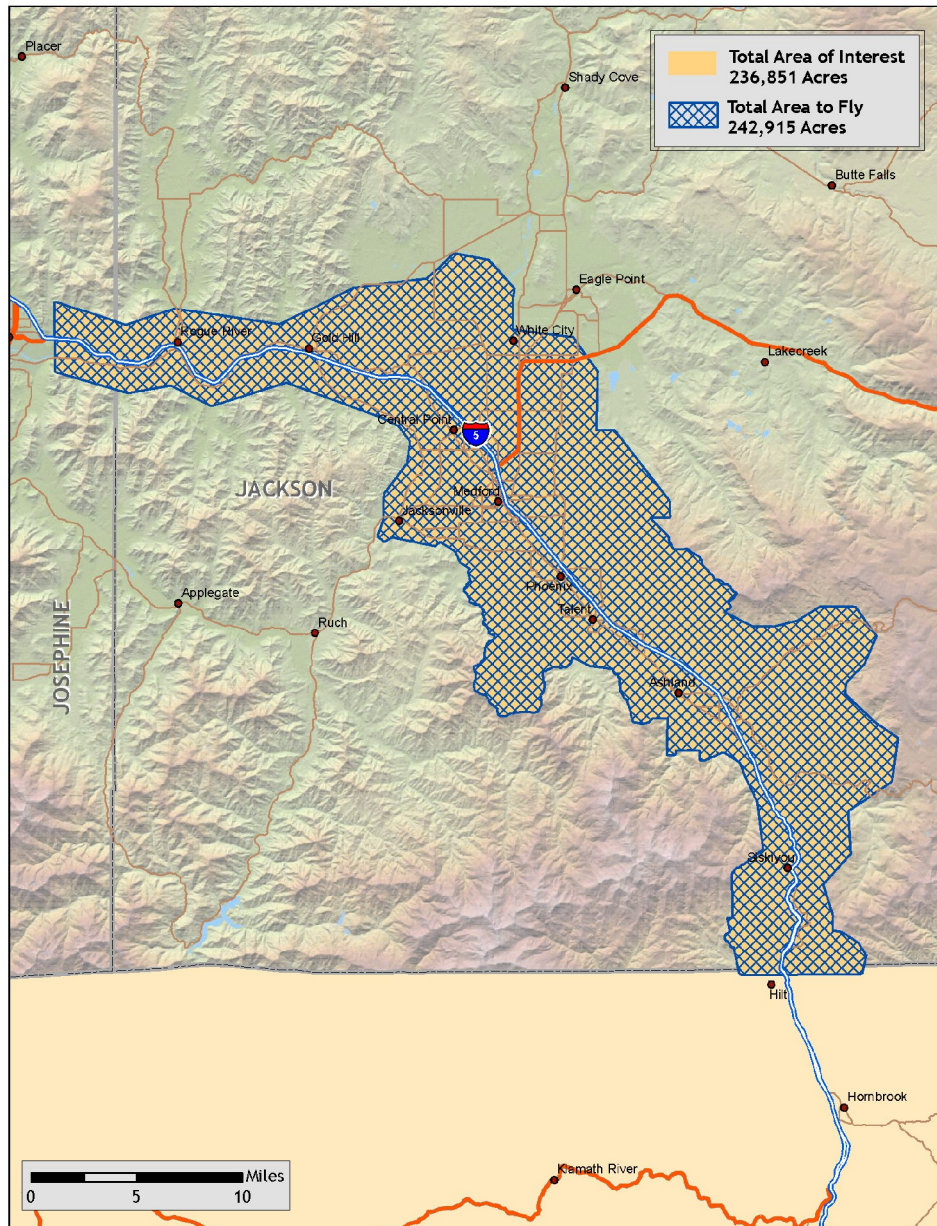 Placer
Total Area of Interest
236,851 Acres
Total Area to Fly
242,915 Acres
Shady Cove
Butte Falls
Eagle Point
Rogue River
Gold Hill
White City
Lakecreek
Central Point
5
JACKSON
Medford
Jacksonville
Phoenix
Applegate
Talent
Ruch
JOSEPHINE
Ashland
Siskiyou
Hilt
Hornbrook
Klamath River
Miles
0 5 10